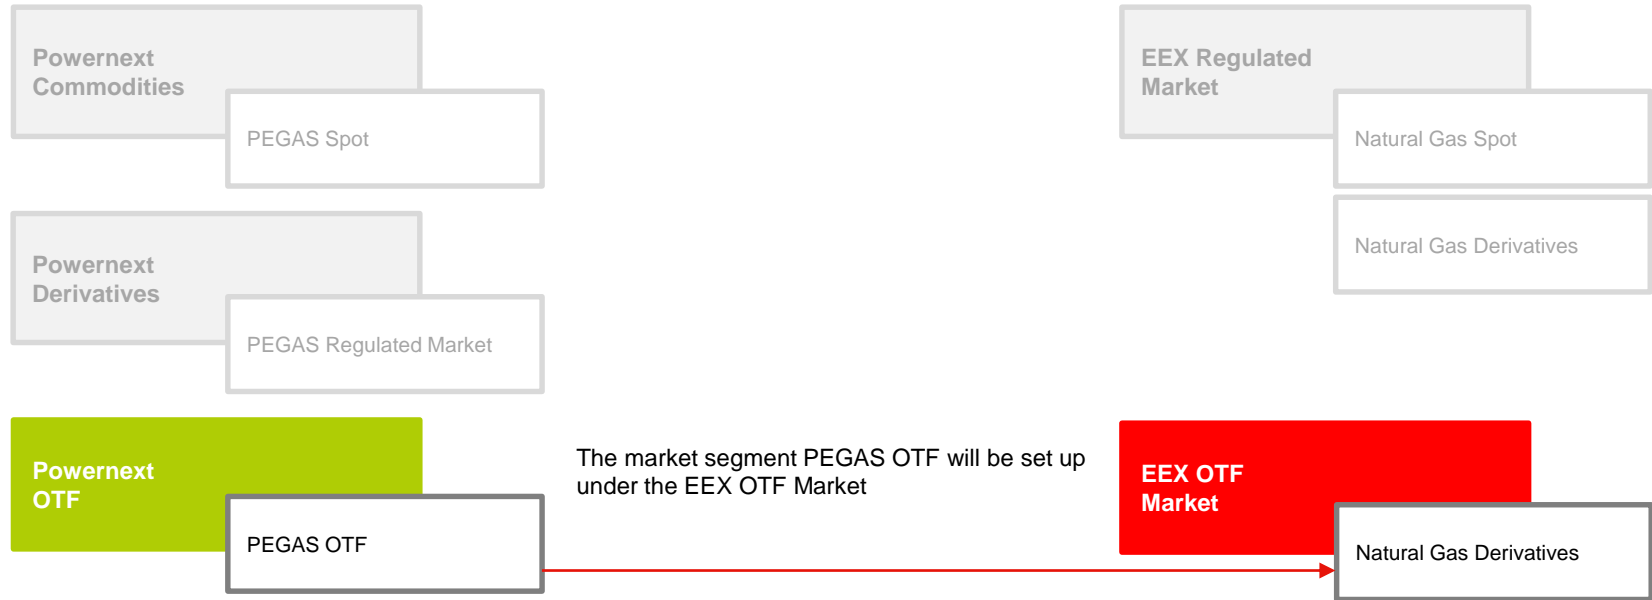 Powernext
Commodities
PEGAS Spot
EEX Regulated
Market
Natural Gas Spot
Natural Gas Derivatives
Powernext
Derivatives
PEGAS Regulated Market
Powernext
OTF
PEGAS OTF
The market segment PEGAS OTF will be set up
under the EEX OTF Market
EEX OTF
Market
Natural Gas Derivatives